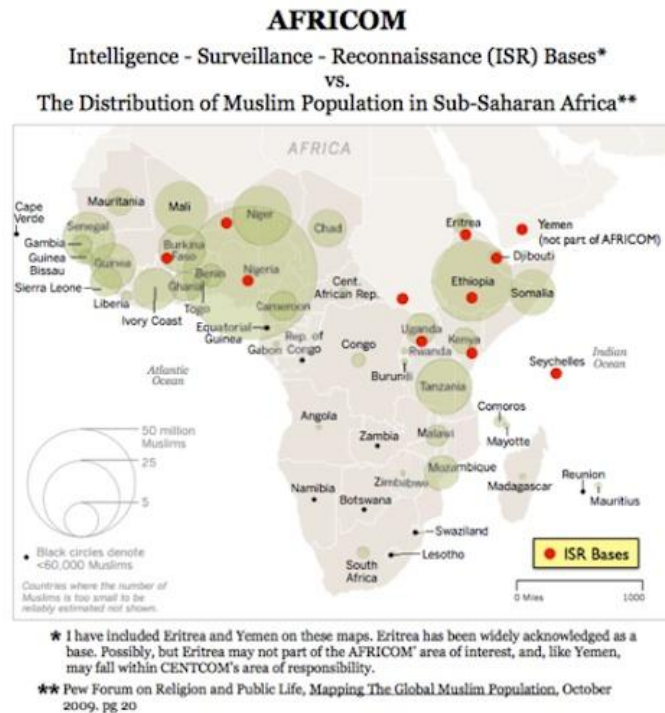 AFRICOM
Intelligence - Surveillance - Reconnaissance (ISR) Bases*
vs.
The Distribution of Muslim Population in Sub-Saharan Africa**
AFRICA
Cape
Verde
Mauritania
Mali
Niger
Chad
Eritrea
Yemen
(not part of AFRICOM)
Senegal
Gambia
Guinea
Bissau
Guinea
Burkina
Faso
Benin
Nigeria
Djibouti
Ethiopia
Somalia
Sierra Leone
Liberia
Ghana
Togo
Ivory Coast
Cameroon
Cent.
African Rep.
Equatorial
Guinea
Gabon
Rep. of
Congo
Congo
Uganda
Rwanda
Kenya
Burundi
Seychelles
Indian
Ocean
Atlantic
Ocean
Tanzania
Comoros
Mayotte
Angola
Zambia
Malawi
Mozambique
Zimbabwe
Madagascar
Reunion
Mauritius
Namibia
Botswana
Swaziland
Lesotho
South
Africa
50 million
Muslims
25
5
Black circles denote
<60,000 Muslims
Countries where the number of
Muslims is too small to be
reliably estimated not shown.
ISR Bases
0 Miles 1000
* I have included Eritrea and Yemen on these maps. Eritrea has been widely acknowledged as a
base. Possibly, but Eritrea may not part of the AFRICOM' area of interest, and, like Yemen,
may fall within CENTCOM's area of responsibility.
** Pew Forum on Religion and Public Life, Mapping The Global Muslim Population, October
2009. pg 20